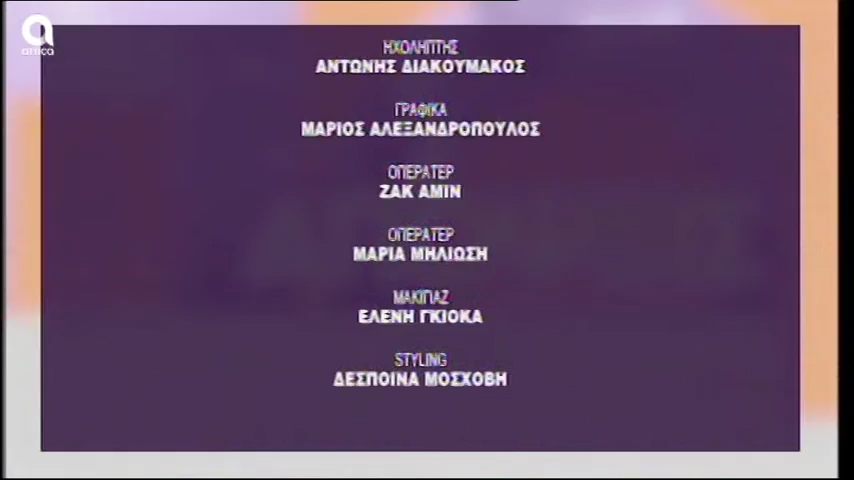 attica
ΗΧΟΛΗΠΤΗΣ
ΑΝΤΩΝΗΣ ΔΙΑΚΟΥΜΑΚΟΣ
ΓΡΑΦΙΚΑ
ΜΑΡΙΟΣ ΑΛΕΞΑΝΔΡΟΠΟΥΛΟΣ
ΟΠΕΡΑΤΕΡ
ΖΑΚ ΑΜΙΝ
ΟΠΕΡΑΤΕΡ
ΜΑΡΙΑ ΜΗΛΙΩΣΗ
ΜΑΚΙΓΙΑΖ
ΕΛΕΝΗ ΓΚΙΟΚΑ
STYLING
ΔΕΣΠΟΙΝΑ ΜΟΣΧΟΒΗ